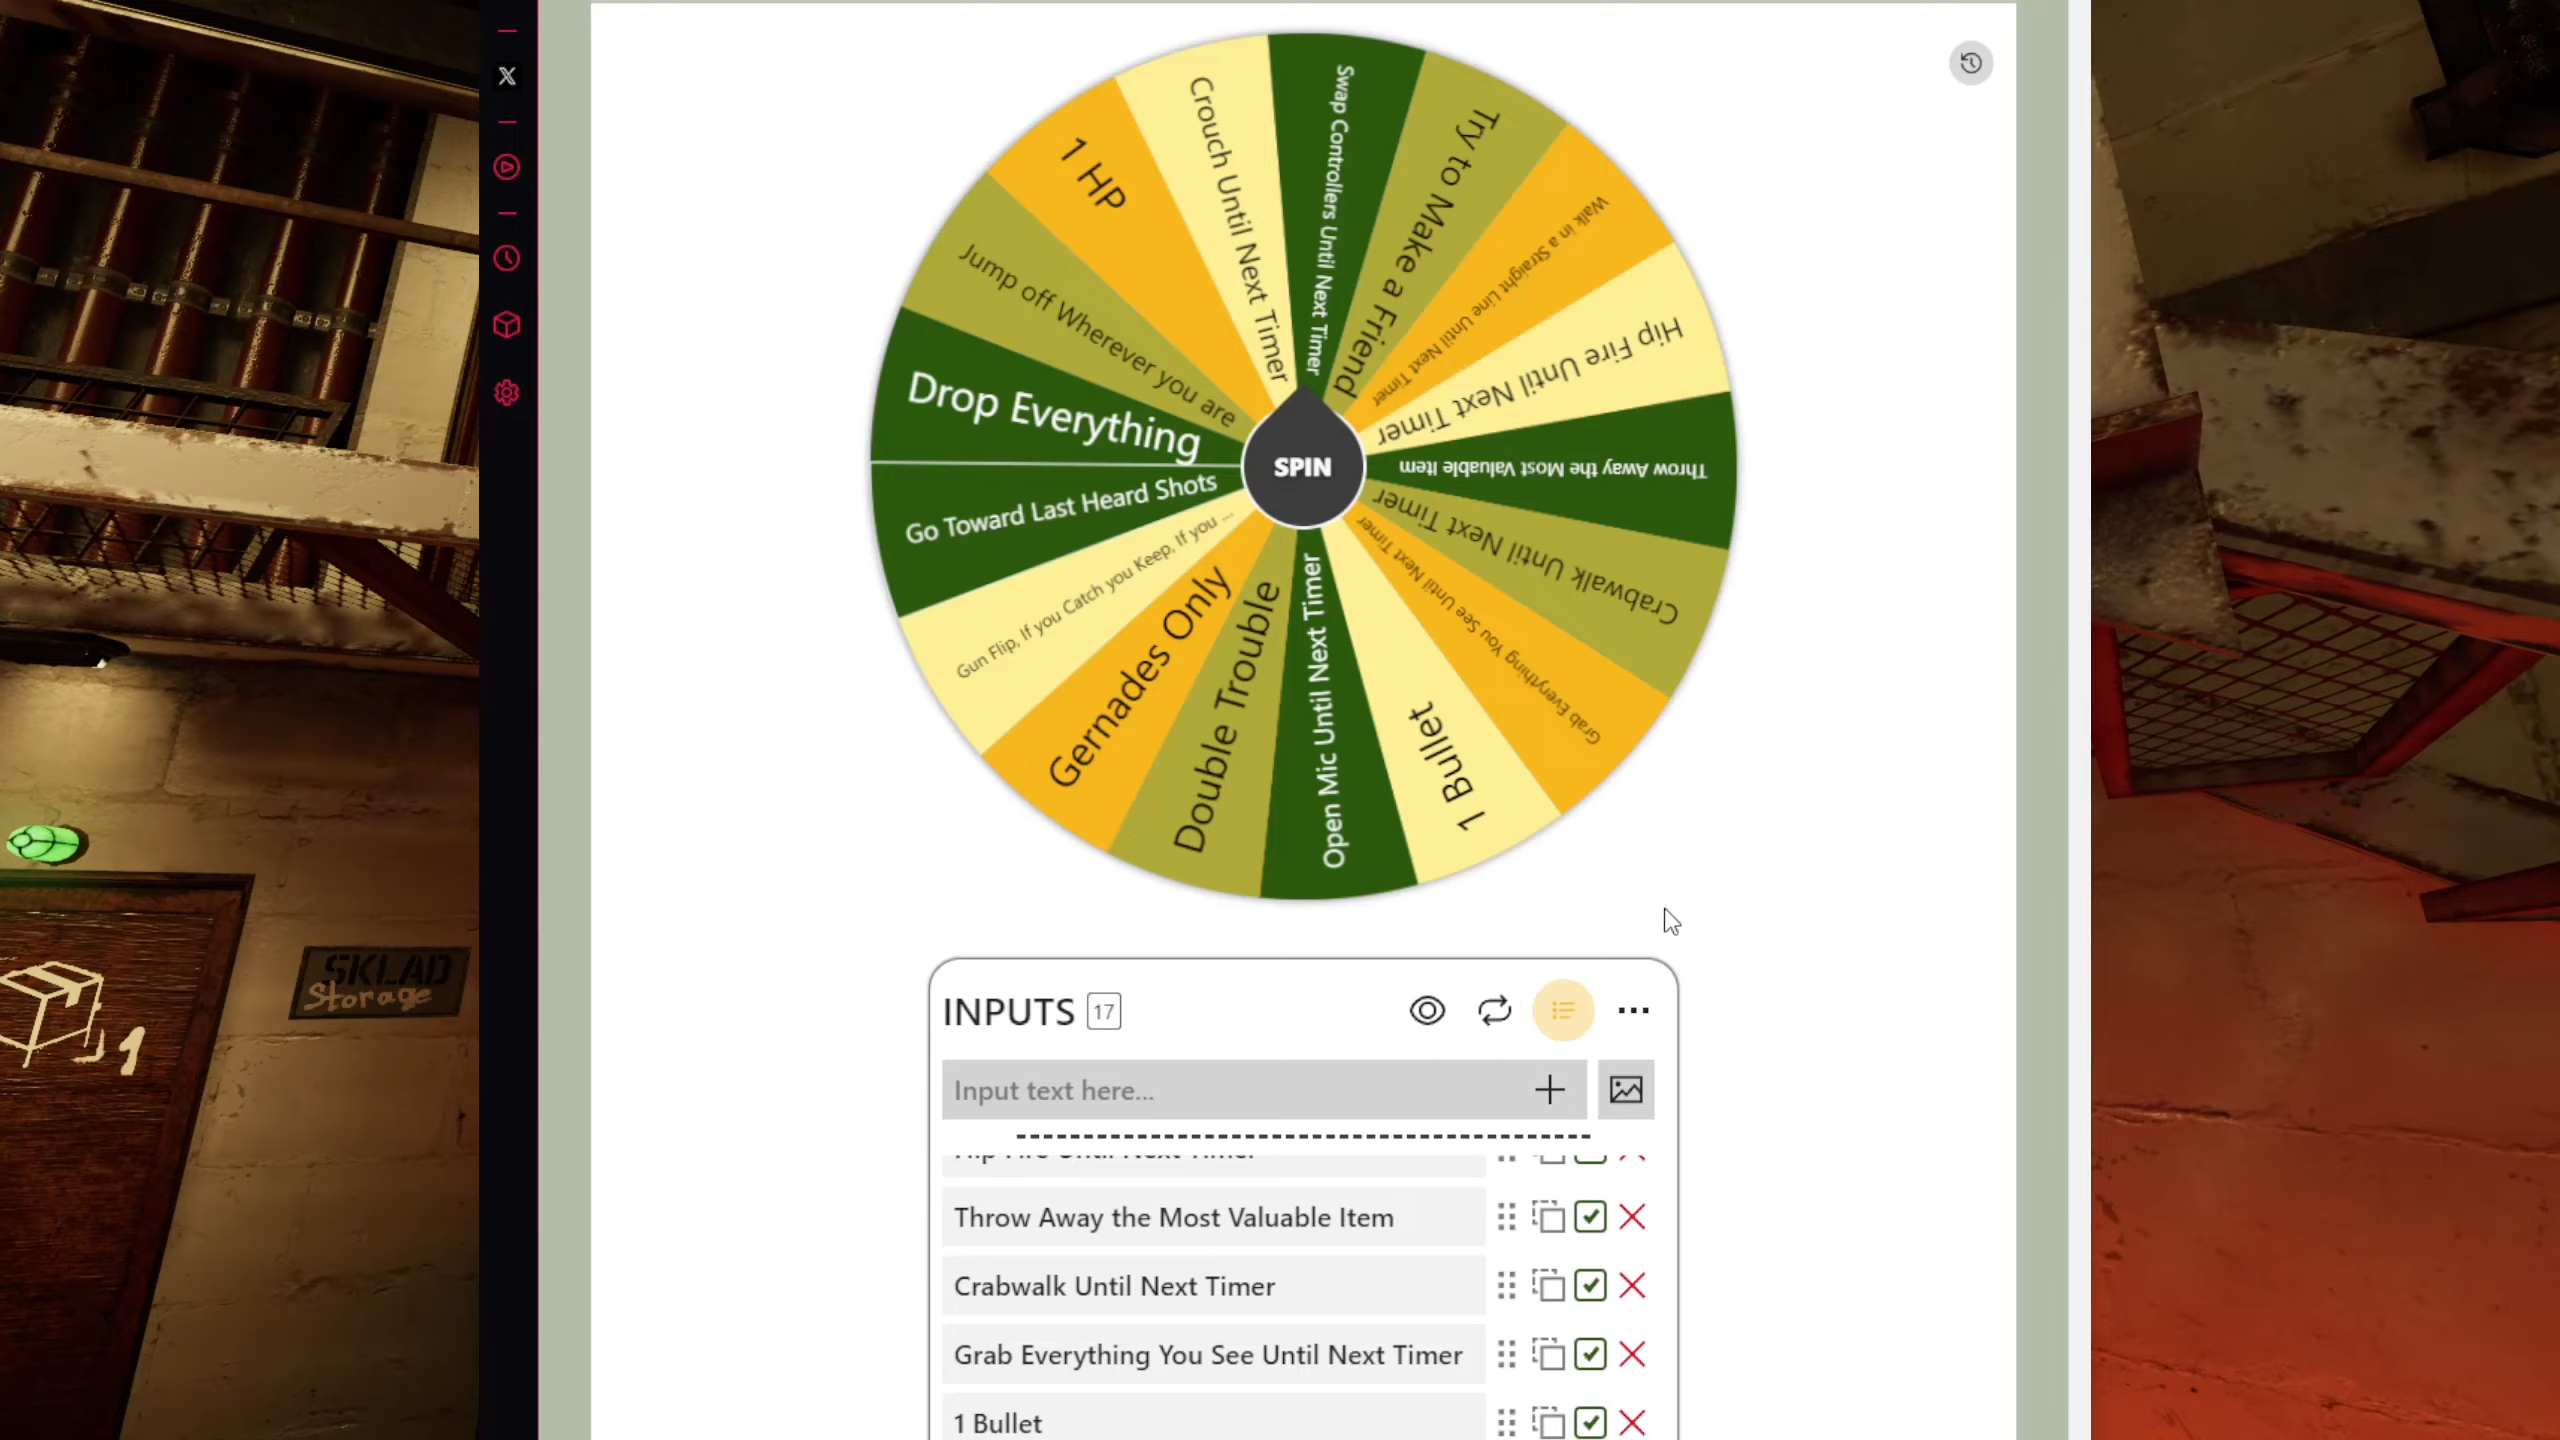 Swap Controllers Until Next Timer
Try to Make a Friend
Walk in a Straight Line Until Next Timer
Hip Fire Until Next Timer
Throw Away the Most Valuable Item
Crabwalk Until Next Timer
Grab Everything You See Until Next Timer
1 Bullet
Open Mic Until Next Timer
Double Trouble
Gernades Only
Gun Flip, If you Catch you Keep, If you ...
Go Toward Last Heard Shots
Drop Everything
Jump off Wherever you are
1 HP
Crouch Until Next Timer
SPIN
SKLAD
Storage
1
INPUTS 17
Input text here...
Hip Fire Until Next Timer
Throw Away the Most Valuable Item
Crabwalk Until Next Timer
Grab Everything You See Until Next Timer
1 Bullet